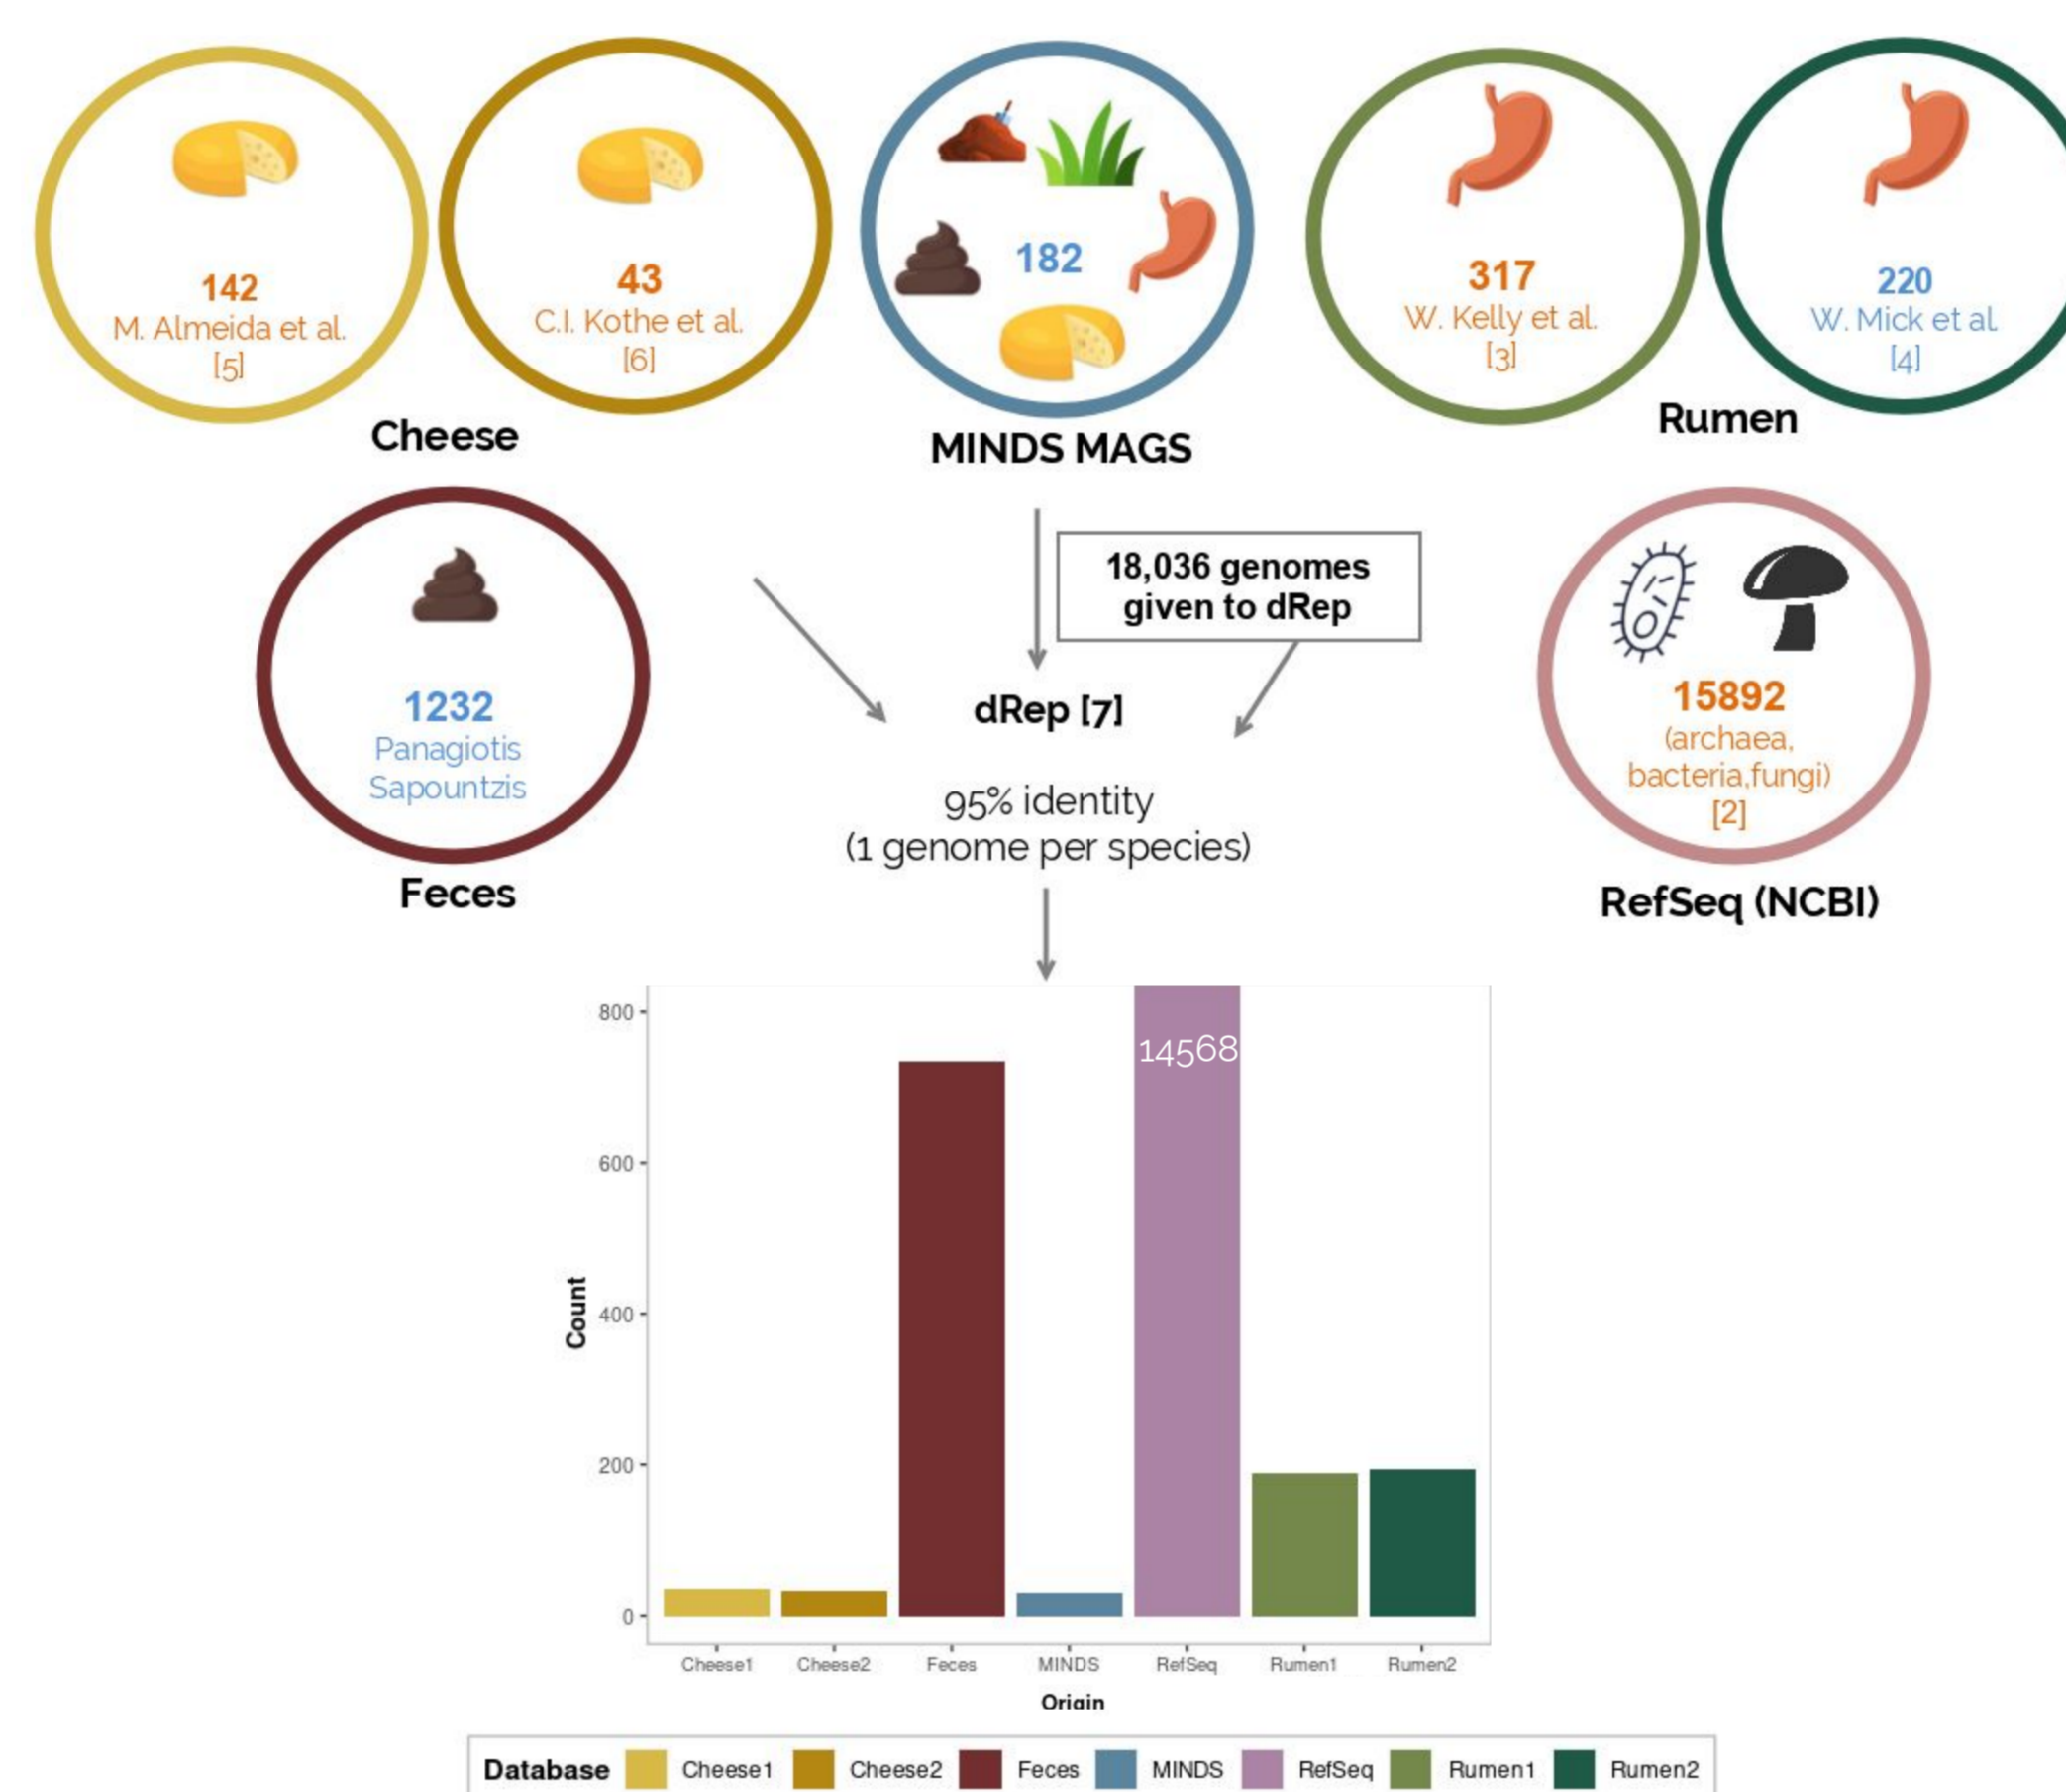 142
M. Almeida et al.
[5]
43
C.I. Kothe et al.
[6]
Cheese
182
MINDS MAGS
317
W. Kelly et al.
[3]
220
W. Mick et al
[4]
Rumen
1232
Panagiotis
Sapountzis
Feces
18,036 genomes
given to dRep
dRep [7]
95% identity
(1 genome per species)
15892
(archaea,
bacteria,fungi)
[2]
RefSeq (NCBI)
Count
800
600
400
200
0
14568
Cheese1 Cheese2 Feces MINDS RefSeq Rumen1 Rumen2
Origin
Database Cheese1 Cheese2 Feces MINDS RefSeq Rumen1 Rumen2